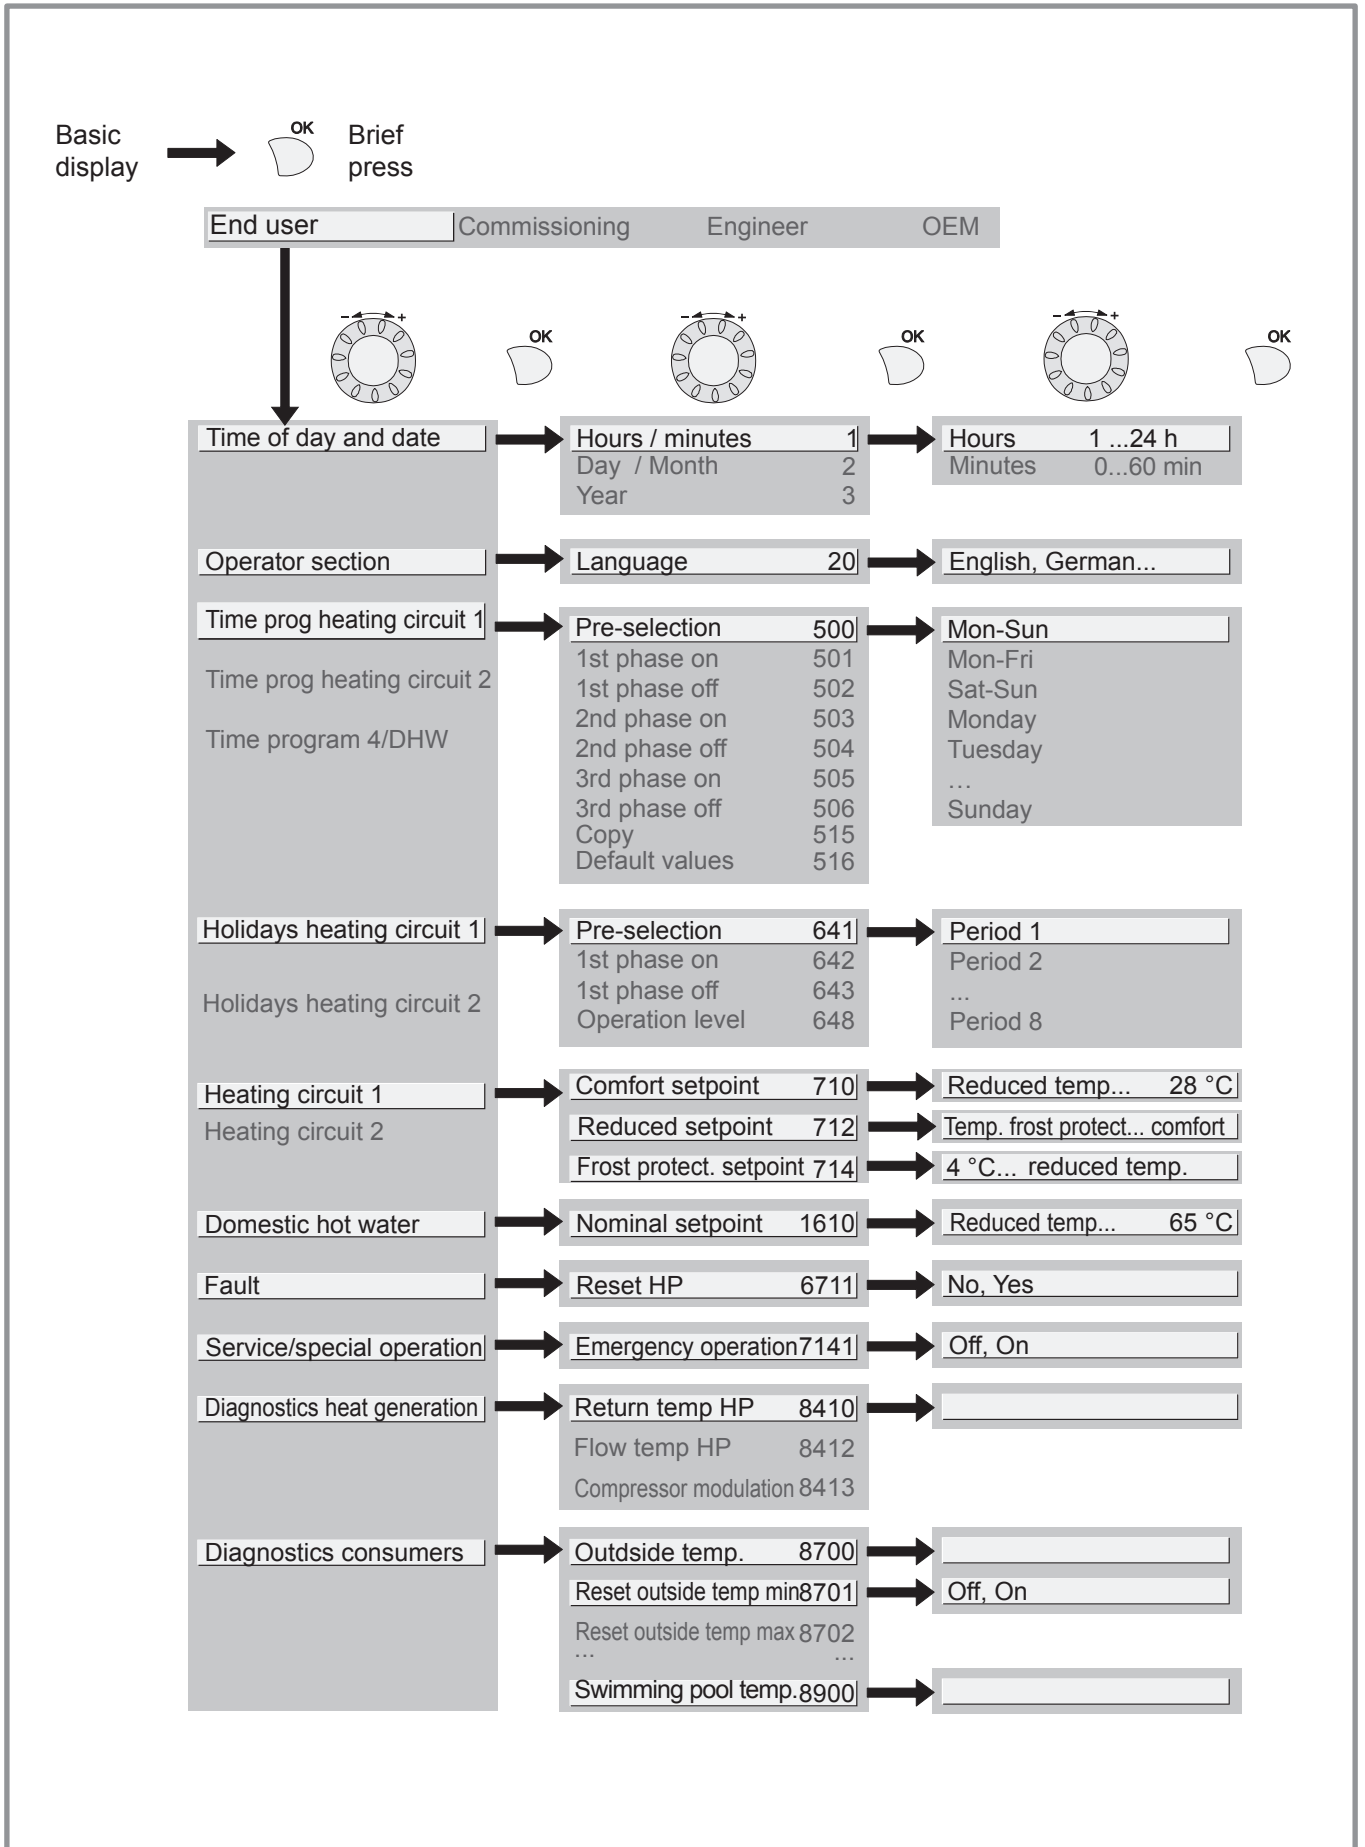 Basic display OK Brief press
End user Commissioning Engineer OEM
- + OK - + OK - + OK
Time of day and date Hours / minutes 1 Hours 1 ...24 h
Day / Month 2 Minutes 0...60 min
Year 3
Operator section Language 20 English, German...
Time prog heating circuit 1 Pre-selection 500 Mon-Sun
1st phase on 501 Mon-Fri
Time prog heating circuit 2 1st phase off 502 Sat-Sun
2nd phase on 503 Monday
Time program 4/DHW 2nd phase off 504 Tuesday
3rd phase on 505 ...
3rd phase off 506 Sunday
Copy 515
Default values 516
Holidays heating circuit 1 Pre-selection 641 Period 1
1st phase on 642 Period 2
Holidays heating circuit 2 1st phase off 643 ...
Operation level 648 Period 8
Heating circuit 1 Comfort setpoint 710 Reduced temp... 28 °C
Heating circuit 2 Reduced setpoint 712 Temp. frost protect... comfort
Frost protect. setpoint 714 4 °C... reduced temp.
Domestic hot water Nominal setpoint 1610 Reduced temp... 65 °C
Fault Reset HP 6711 No, Yes
Service/special operation Emergency operation 7141 Off, On
Diagnostics heat generation Return temp HP 8410
Flow temp HP 8412
Compressor modulation 8413
Diagnostics consumers Outdside temp. 8700
Reset outside temp min 8701 Off, On
Reset outside temp max 8702
... ...
Swimming pool temp. 8900